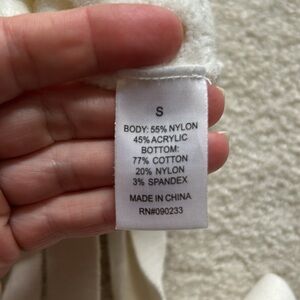 S
BODY: 55% NYLON
45% ACRYLIC
BOTTOM:
77% COTTON
20% NYLON
3% SPANDEX
MADE IN CHINA
RN#090233